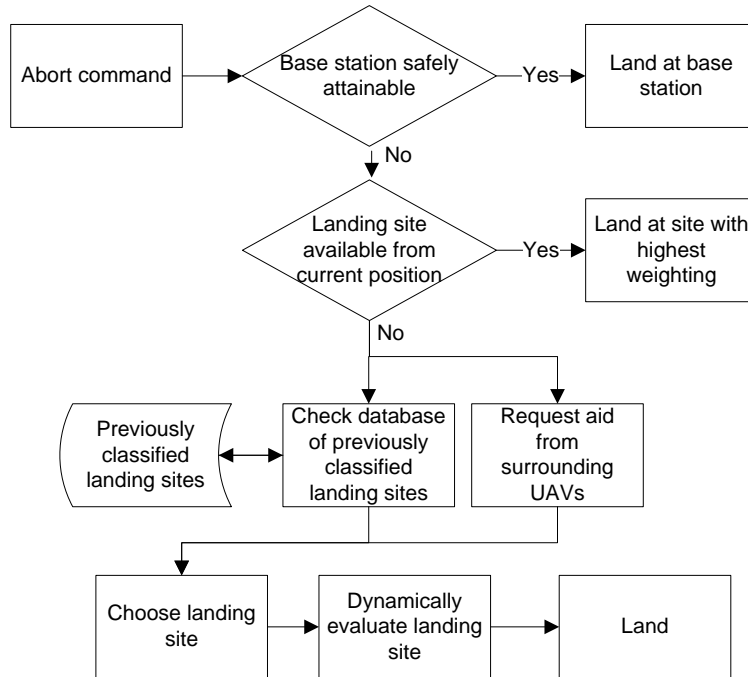 Abort command
Base station safely
attainable
Yes
Land at base
station
No
Landing site
available from
current position
Yes
Land at site with
highest
weighting
No
Previously
classified
landing sites
Check database
of previously
classified
landing sites
Request aid
from
surrounding
UAVs
Choose landing
site
Dynamically
evaluate landing
site
Land